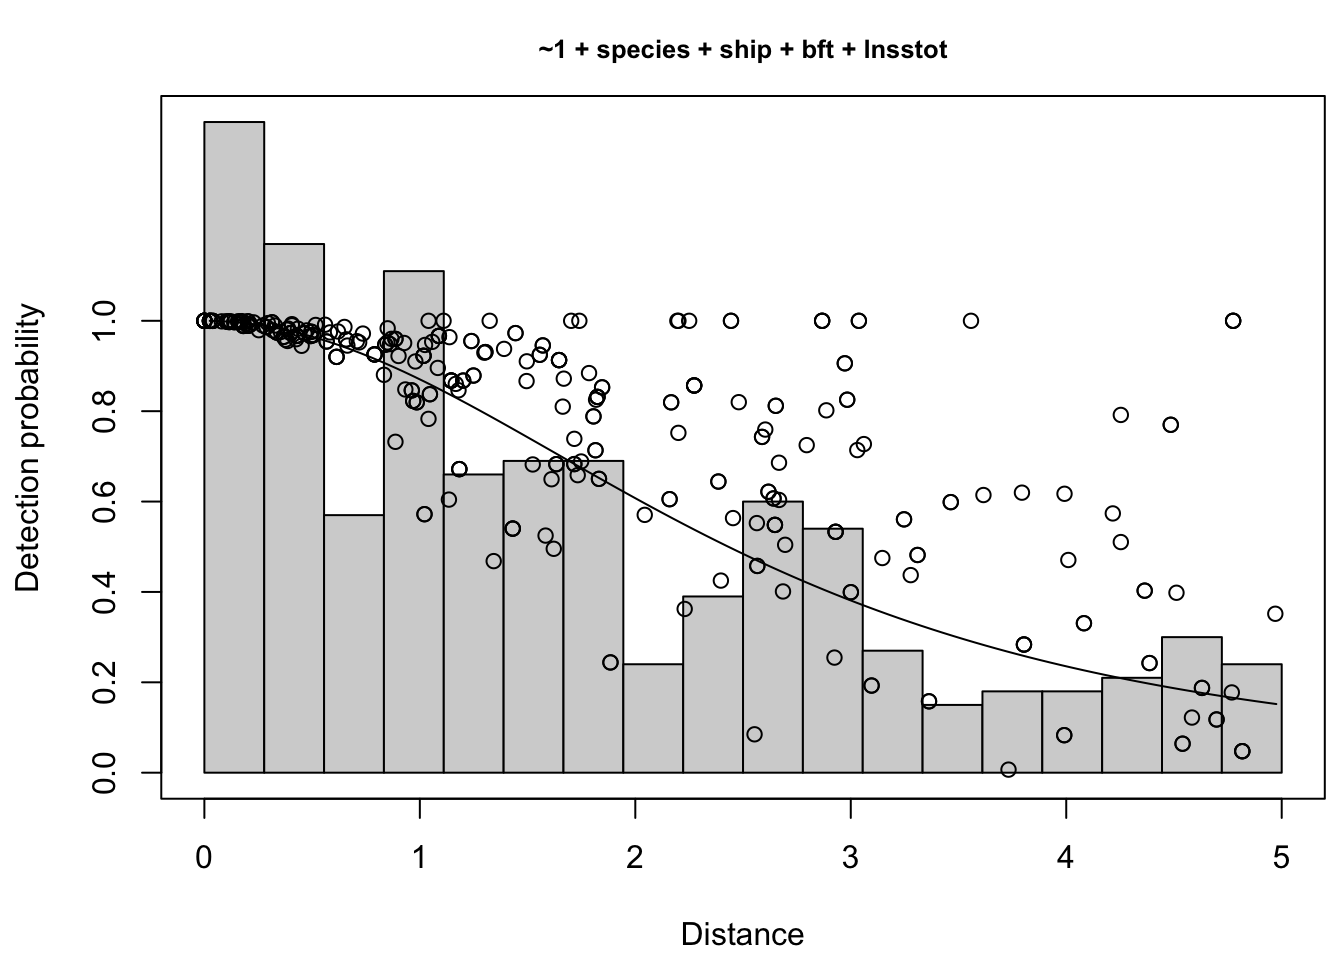 ~1 + species + ship + bft + lnsstot
Detection probability
1.0
0.8
0.6
0.4
0.2
0.0
0 1 2 3 4 5
Distance